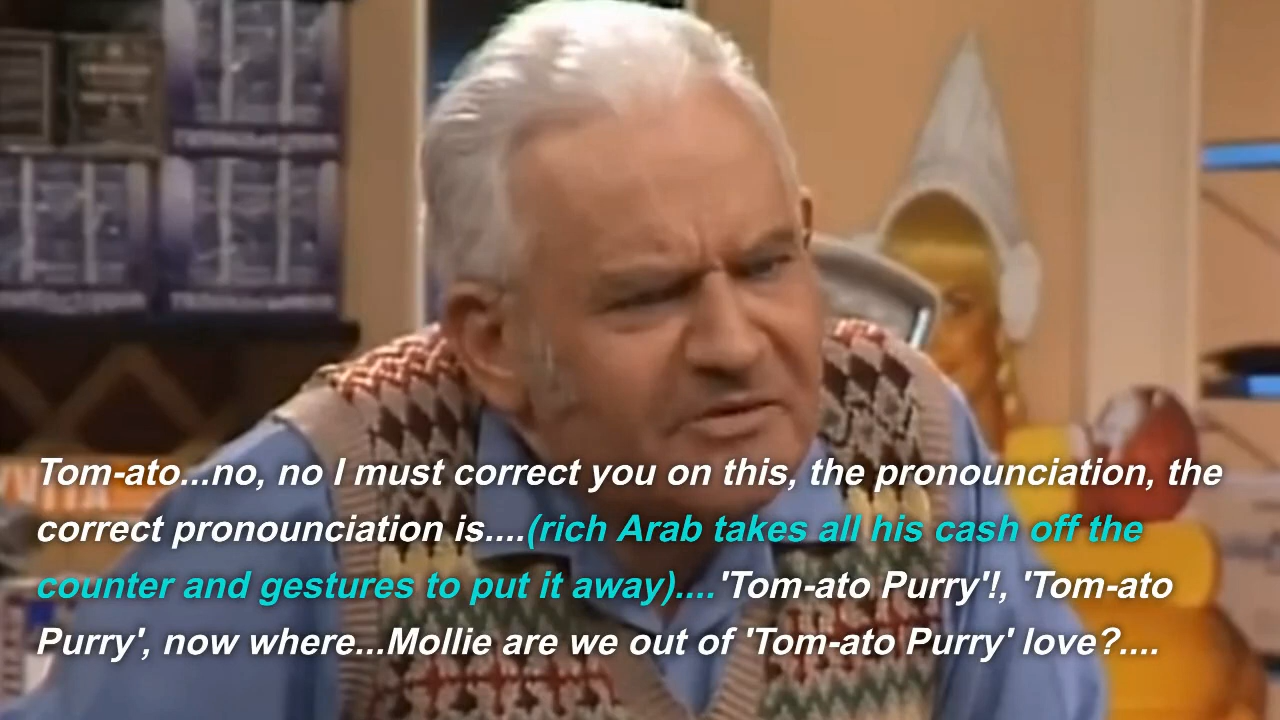 Tom-ato...no, no I must correct you on this, the pronounciation, the
correct pronounciation is....(rich Arab takes all his cash off the
counter and gestures to put it away)....'Tom-ato Purry'!, 'Tom-ato
Purry', now where...Mollie are we out of 'Tom-ato Purry' love?....